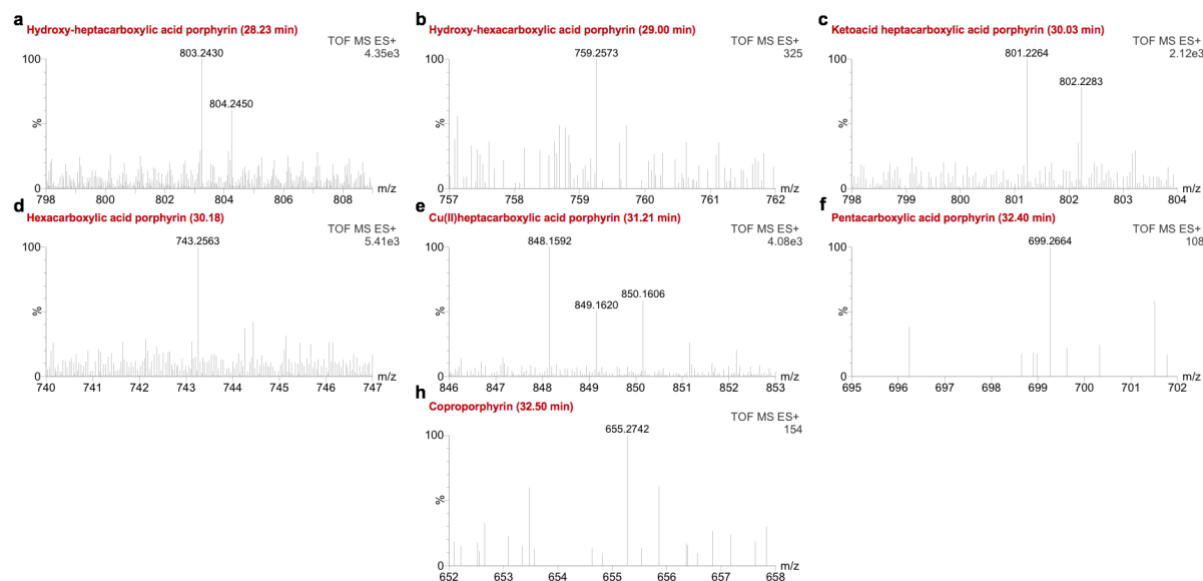 a
Hydroxy-heptacarboxylic acid porphyrin (28.23 min)
TOF MS ES+
4.35e3
803.2430
804.2450
100
%
0
798 800 802 804 806 808
m/z
b
Hydroxy-hexacarboxylic acid porphyrin (29.00 min)
TOF MS ES+
325
759.2573
100
%
0
757 758 759 760 761 762
m/z
c
Ketoacid heptacarboxylic acid porphyrin (30.03 min)
TOF MS ES+
2.12e3
801.2264
802.2283
100
%
0
798 799 800 801 802 803 804
m/z
d
Hexacarboxylic acid porphyrin (30.18)
TOF MS ES+
5.41e3
743.2563
100
%
0
740 741 742 743 744 745 746 747
m/z
e
Cu(II)heptacarboxylic acid porphyrin (31.21 min)
TOF MS ES+
4.08e3
848.1592
849.1620
850.1606
100
%
0
846 847 848 849 850 851 852 853
m/z
f
Pentacarboxylic acid porphyrin (32.40 min)
TOF MS ES+
108
699.2664
100
%
0
695 696 697 698 699 700 701 702
m/z
h
Coproporphyrin (32.50 min)
TOF MS ES+
154
655.2742
100
%
0
652 653 654 655 656 657 658
m/z